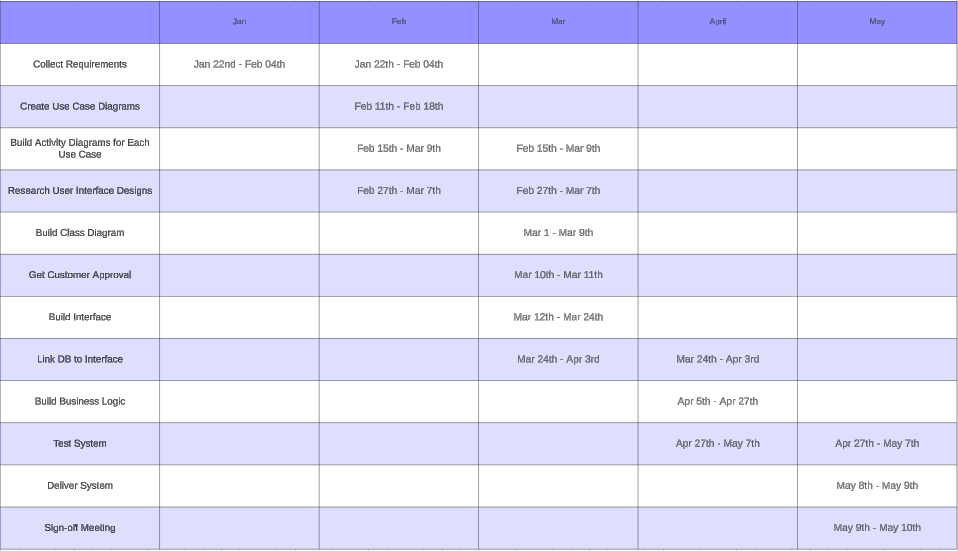 Jan Feb Mar April May
Collect Requirements Jan 22nd - Feb 04th Jan 22th - Feb 04th
Create Use Case Diagrams Feb 11th - Feb 18th
Build Activity Diagrams for Each
Use Case Feb 15th - Mar 9th Feb 15th - Mar 9th
Research User Interface Designs Feb 27th - Mar 7th Feb 27th - Mar 7th
Build Class Diagram Mar 1 - Mar 9th
Get Customer Approval Mar 10th - Mar 11th
Build Interface Mar 12th - Mar 24th
Link DB to Interface Mar 24th - Apr 3rd Mar 24th - Apr 3rd
Build Business Logic Apr 5th - Apr 27th
Test System Apr 27th - May 7th Apr 27th - May 7th
Deliver System May 8th - May 9th
Sign-off Meeting May 9th - May 10th